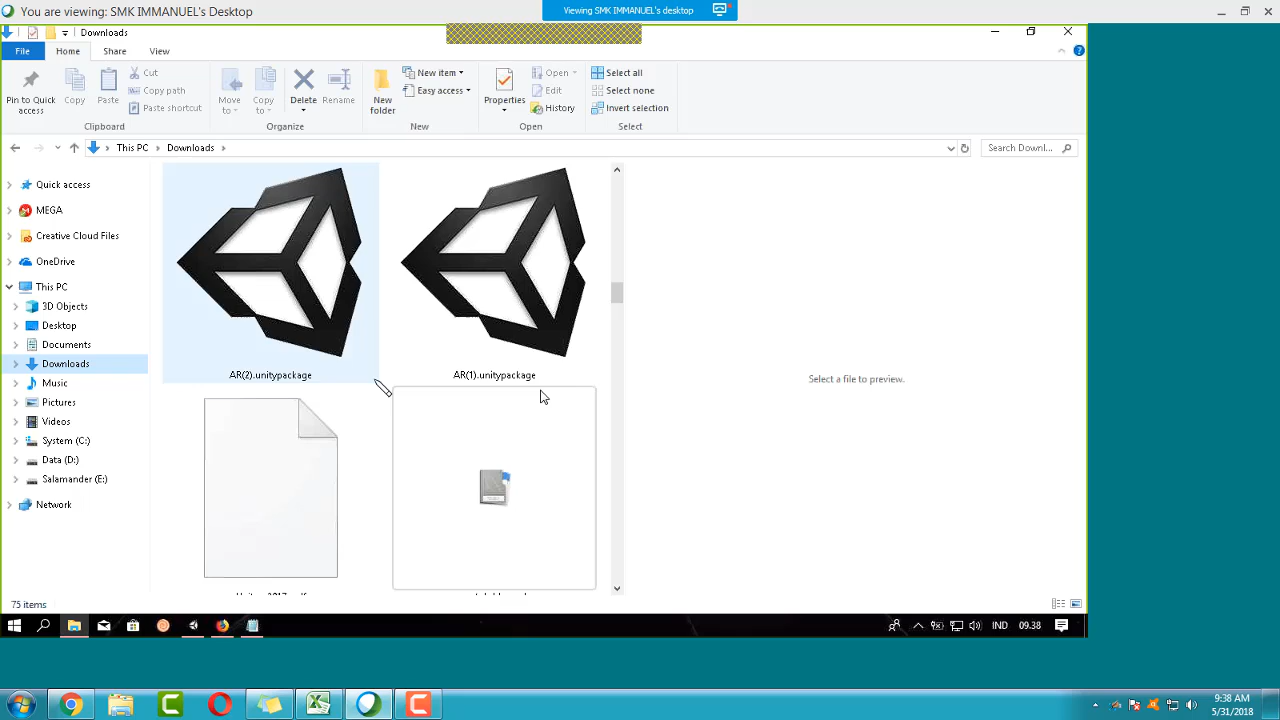 You are viewing: SMK IMMANUEL's Desktop
Viewing SMK IMMANUEL's desktop
Downloads
File Home Share View
Pin to Quick access
Copy
Paste
Cut
Copy path
Paste shortcut
Clipboard
Move to
Copy to
Delete
Rename
Organize
New folder
New item
Easy access
New
Properties
Open
Edit
History
Open
Select all
Select none
Invert selection
Select
This PC Downloads
Search Downl...
Quick access
MEGA
Creative Cloud Files
OneDrive
This PC
3D Objects
Desktop
Documents
Downloads
Music
Pictures
Videos
System (C:)
Data (D:)
Salamander (E:)
Network
AR(2).unitypackage
AR(1).unitypackage
Select a file to preview.
75 items
IND 09.38
9:38 AM
5/31/2018